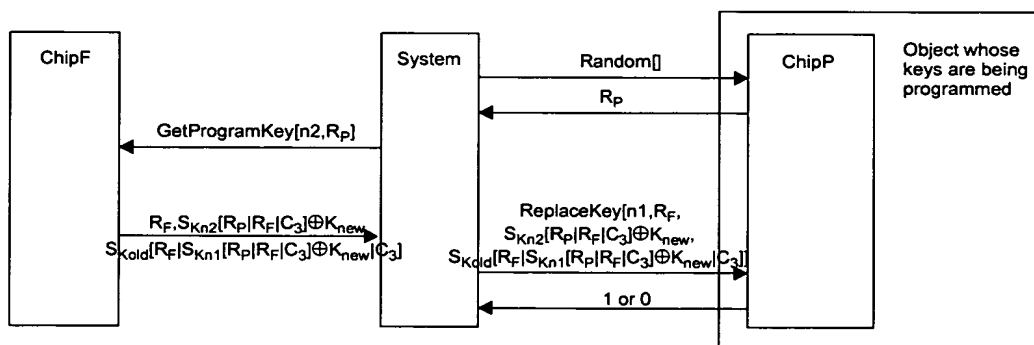 ChipF
System
ChipP
Object whose
keys are being
programmed
Random[]
R_P
GetProgramKey[n2,R_P]
R_F,S_Kn2[R_P|R_F|C_3]⊕K_new
S_Kold[R_F|S_Kn1[R_P|R_F|C_3]⊕K_new|C_3]
ReplaceKey[n1,R_F,
S_Kn2[R_P|R_F|C_3]⊕K_new,
S_Kold[R_F|S_Kn1[R_P|R_F|C_3]⊕K_new|C_3]]
1 or 0